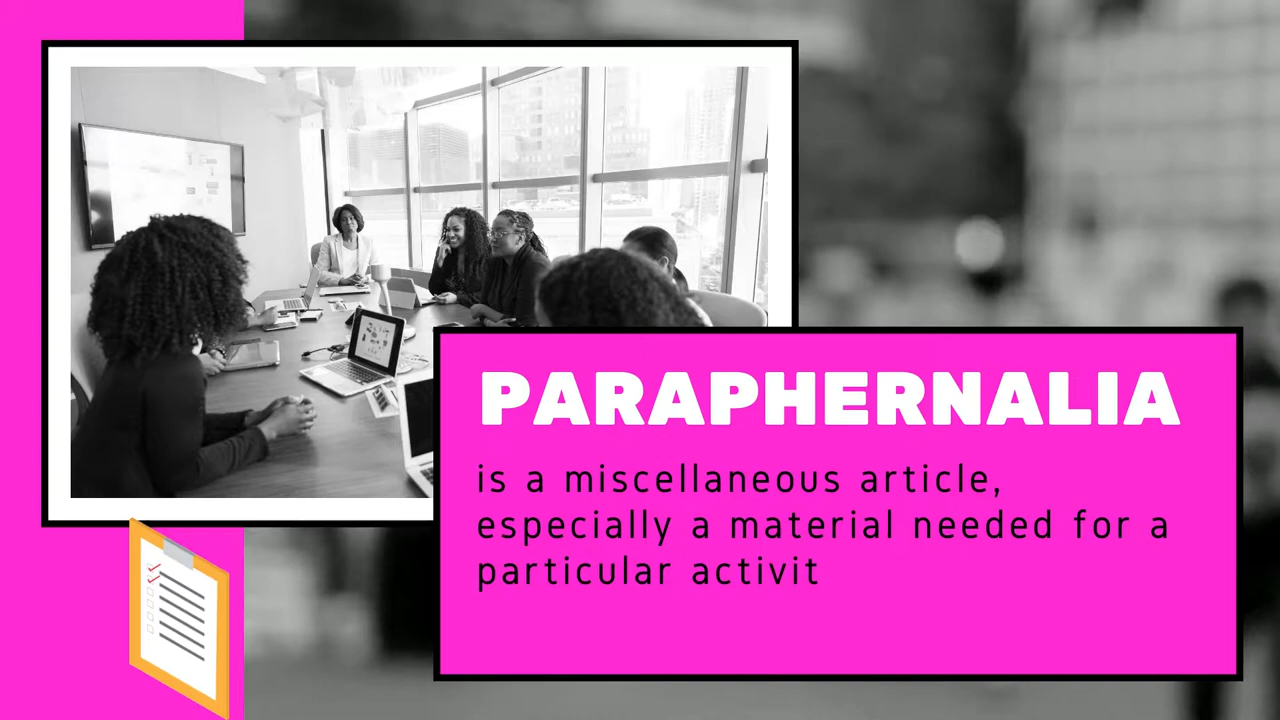 PARAPHERNALIA
is a miscellaneous article,
especially a material needed for a
particular activit